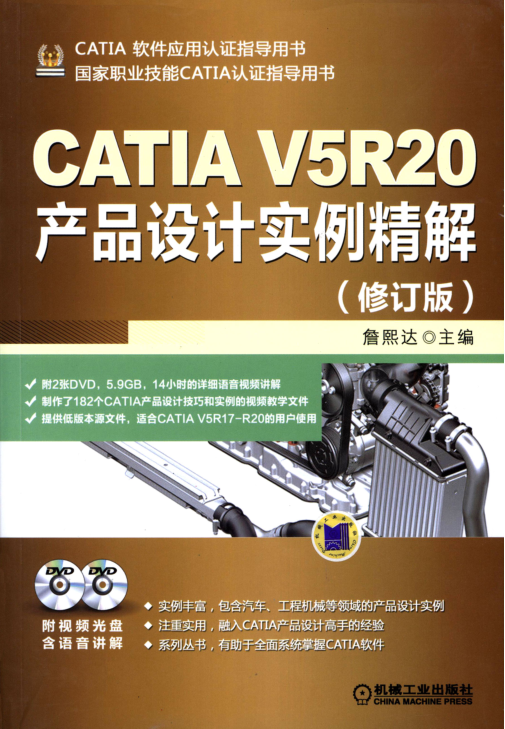 CATIA 软件应用认证指导用书
国家职业技能CATIA认证指导用书
CATIA V5R20
产品设计实例精解
(修订版)
詹熙达◎主编
✓ 附2张DVD，5.9GB，14小时的详细语音视频讲解
✓ 制作了182个CATIA产品设计技巧和实例的视频教学文件
✓ 提供低版本源文件，适合CATIA V5R17-R20的用户使用
DVD DVD
附视频光盘
含语音讲解
◆ 实例丰富，包含汽车、工程机械等领域的产品设计实例
◆ 注重实用，融入CATIA产品设计高手的经验
◆ 系列丛书，有助于全面系统掌握CATIA软件
机械工业出版社
CHINA MACHINE PRESS